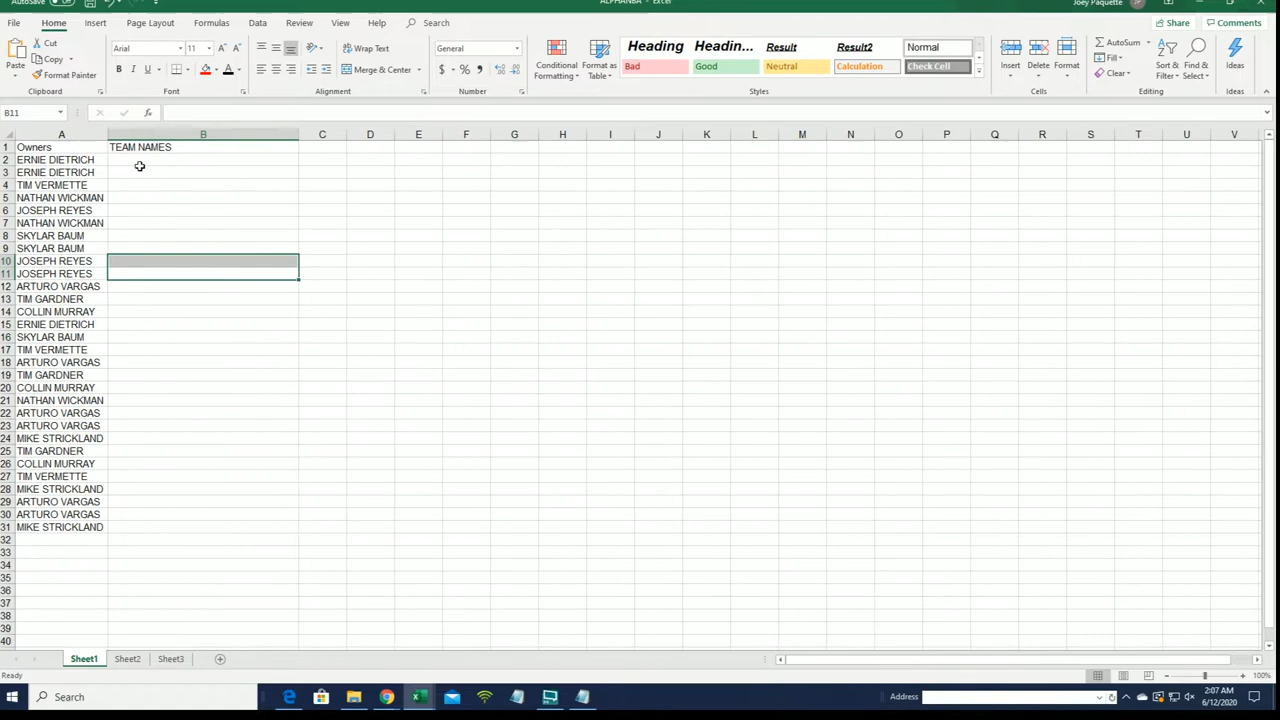 AutoSave Off ALPHANBA - Excel Joey Paquette JP
File Home Insert Page Layout Formulas Data Review View Help Search Share Comments
Paste Cut Copy Format Painter Clipboard
Arial 11 B I U A A Font
Wrap Text Merge & Center Alignment
General $ % , Number
Conditional Formatting Format as Table
Heading Headin... Result Result2 Normal
Bad Good Neutral Calculation Check Cell
Styles
Insert Delete Format Cells
AutoSum Fill Clear Sort & Filter Find & Select Editing
Ideas Ideas
B11 fx
A B C D E F G H I J K L M N O P Q R S T U V
1 Owners TEAM NAMES
2 ERNIE DIETRICH
3 ERNIE DIETRICH
4 TIM VERMETTE
5 NATHAN WICKMAN
6 JOSEPH REYES
7 NATHAN WICKMAN
8 SKYLAR BAUM
9 SKYLAR BAUM
10 JOSEPH REYES
11 JOSEPH REYES
12 ARTURO VARGAS
13 TIM GARDNER
14 COLLIN MURRAY
15 ERNIE DIETRICH
16 SKYLAR BAUM
17 TIM VERMETTE
18 ARTURO VARGAS
19 TIM GARDNER
20 COLLIN MURRAY
21 NATHAN WICKMAN
22 ARTURO VARGAS
23 ARTURO VARGAS
24 MIKE STRICKLAND
25 TIM GARDNER
26 COLLIN MURRAY
27 TIM VERMETTE
28 MIKE STRICKLAND
29 ARTURO VARGAS
30 ARTURO VARGAS
31 MIKE STRICKLAND
32
33
34
35
36
37
38
39
40
Sheet1 Sheet2 Sheet3
Ready 100%
Search Address 2:07 AM
6/12/2020